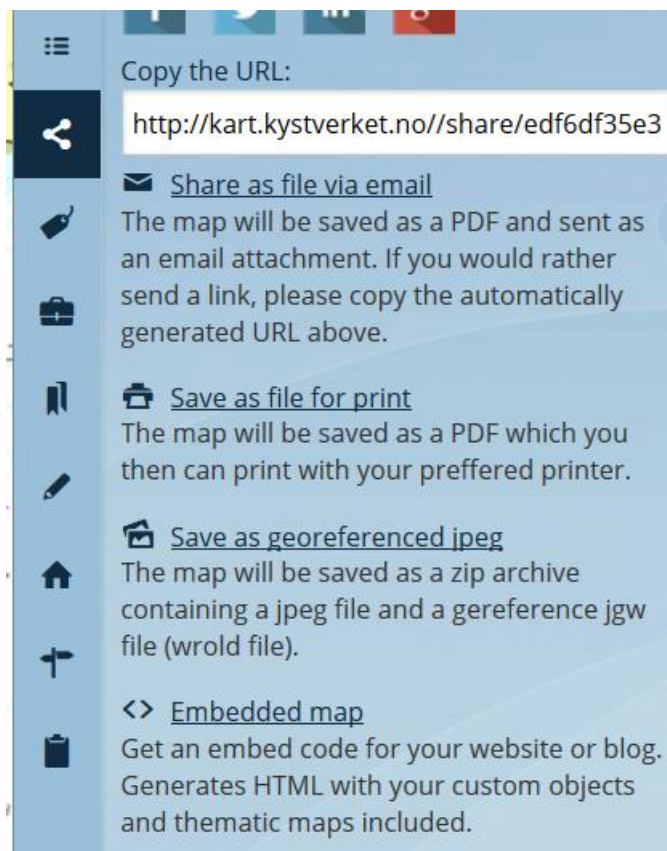 Copy the URL:
http://kart.kystverket.no//share/edf6df35e3
Share as file via email
The map will be saved as a PDF and sent as
an email attachment. If you would rather
send a link, please copy the automatically
generated URL above.
Save as file for print
The map will be saved as a PDF which you
then can print with your preffered printer.
Save as georeferenced jpeg
The map will be saved as a zip archive
containing a jpeg file and a gereference jgw
file (wrold file).
<> Embedded map
Get an embed code for your website or blog.
Generates HTML with your custom objects
and thematic maps included.